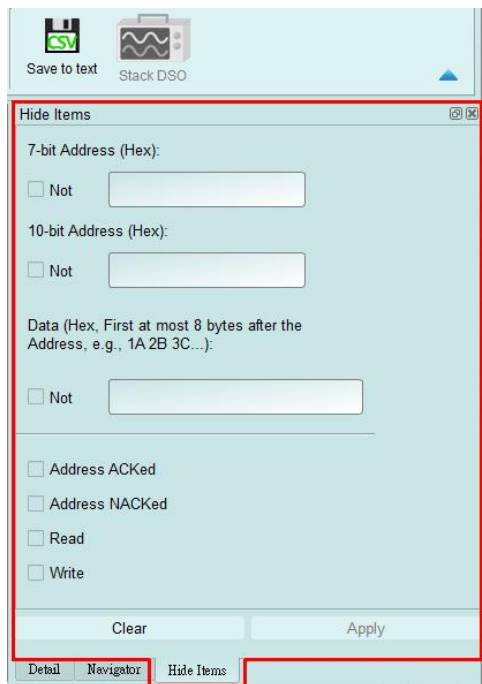 CSV
Save to text
Stack DSO
Hide Items
7-bit Address (Hex):
Not
10-bit Address (Hex):
Not
Data (Hex, First at most 8 bytes after the
Address, e.g., 1A 2B 3C...):
Not
Address ACKed
Address NACKed
Read
Write
Clear Apply
Detail Navigator Hide Items